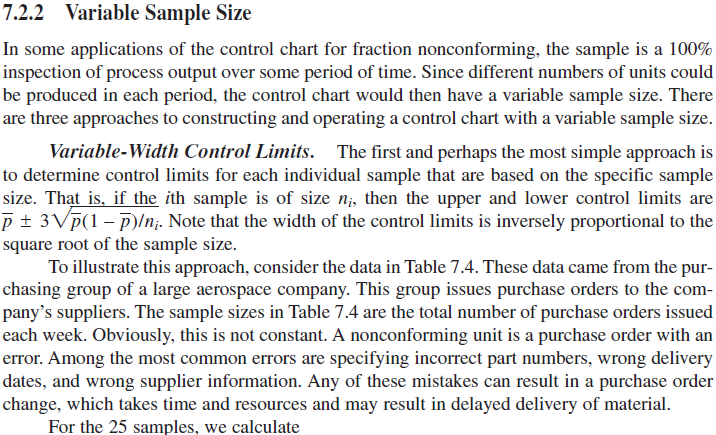 7.2.2 Variable Sample Size
In some applications of the control chart for fraction nonconforming, the sample is a 100%
inspection of process output over some period of time. Since different numbers of units could
be produced in each period, the control chart would then have a variable sample size. There
are three approaches to constructing and operating a control chart with a variable sample size.
Variable-Width Control Limits. The first and perhaps the most simple approach is
to determine control limits for each individual sample that are based on the specific sample
size. That is, if the ith sample is of size nᵢ, then the upper and lower control limits are
p̅ ± 3√p̅(1 – p̅)/nᵢ. Note that the width of the control limits is inversely proportional to the
square root of the sample size.
To illustrate this approach, consider the data in Table 7.4. These data came from the pur-
chasing group of a large aerospace company. This group issues purchase orders to the com-
pany’s suppliers. The sample sizes in Table 7.4 are the total number of purchase orders issued
each week. Obviously, this is not constant. A nonconforming unit is a purchase order with an
error. Among the most common errors are specifying incorrect part numbers, wrong delivery
dates, and wrong supplier information. Any of these mistakes can result in a purchase order
change, which takes time and resources and may result in delayed delivery of material.
For the 25 samples, we calculate